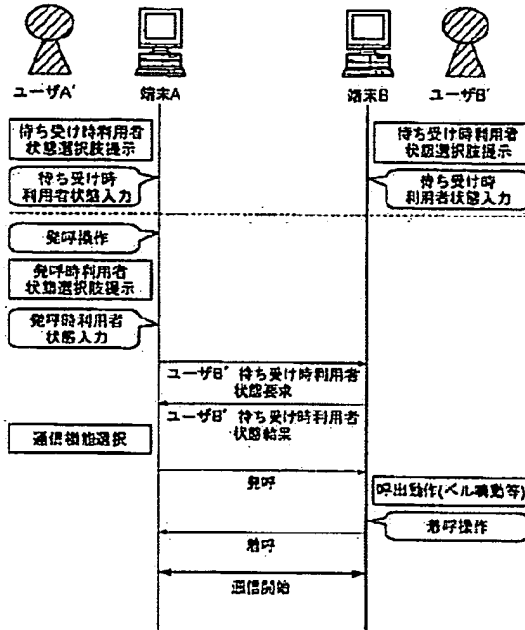 ユーザA'
端末A
端末B
ユーザB'
待ち受け時利用者
状態選択肢提示
待ち受け時利用者
状態選択肢提示
待ち受け時
利用者状態入力
待ち受け時
利用者状態入力
発呼操作
発呼時利用者
状態選択肢提示
発呼時利用者
状態入力
ユーザB' 待ち受け時利用者
状態要求
ユーザB' 待ち受け時利用者
状態結果
通信機能選択
発呼
呼出動作(ベル鳴動等)
着呼操作
着呼
通信開始